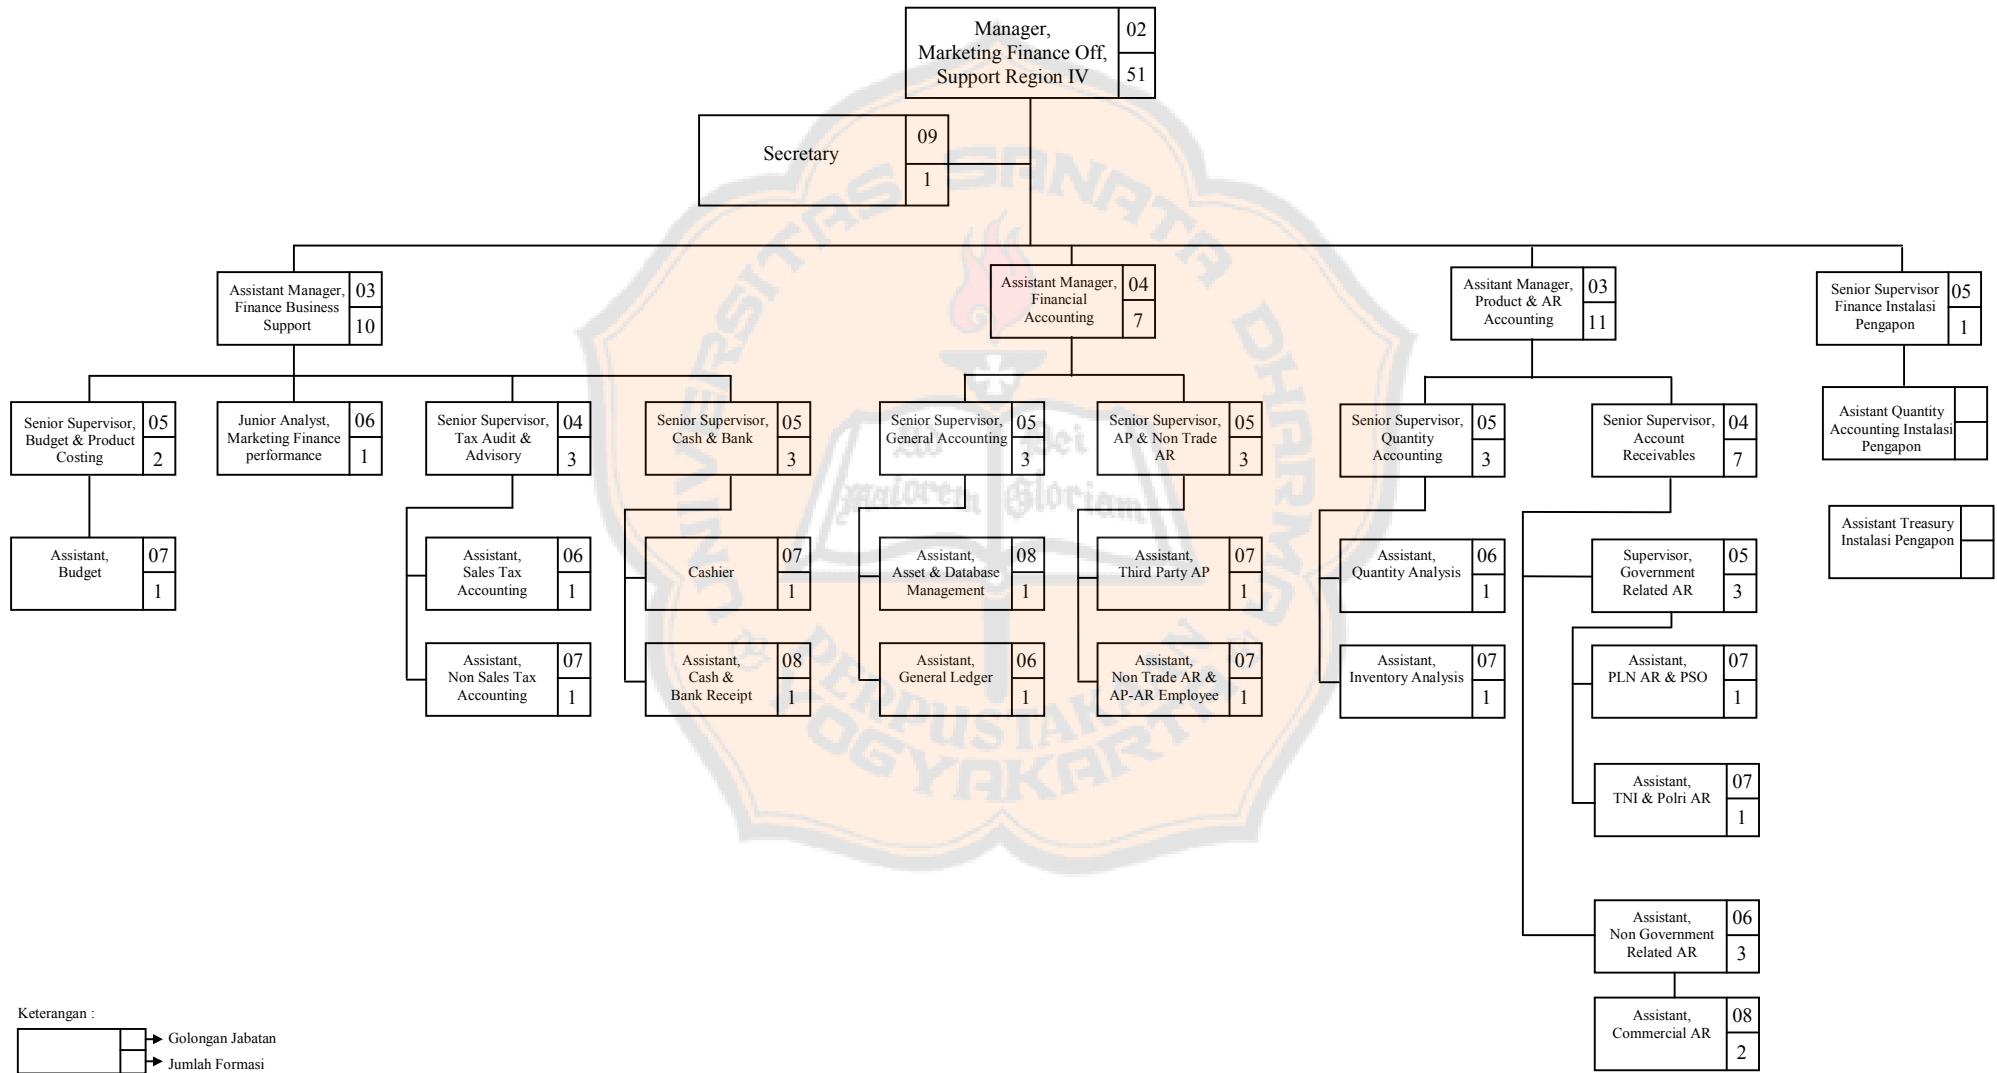 Manager,
Marketing Finance Off,
Support Region IV
02
51
Secretary
09
1
Assistant Manager,
Finance Business
Support
03
10
Assistant Manager,
Financial
Accounting
04
7
Assitant Manager,
Product & AR
Accounting
03
11
Senior Supervisor
Finance Instalasi
Pengapon
05
1
Senior Supervisor,
Budget & Product
Costing
05
2
Junior Analyst,
Marketing Finance
performance
06
1
Senior Supervisor,
Tax Audit &
Advisory
04
3
Senior Supervisor,
Cash & Bank
05
3
Senior Supervisor,
General Accounting
05
3
Senior Supervisor,
AP & Non Trade
AR
05
3
Senior Supervisor,
Quantity
Accounting
05
3
Senior Supervisor,
Account
Receivables
04
7
Asistant Quantity
Accounting Instalasi
Pengapon
Assistant Treasury
Instalasi Pengapon
Assistant,
Budget
07
1
Assistant,
Sales Tax
Accounting
06
1
Cashier
07
1
Assistant,
Asset & Database
Management
08
1
Assistant,
Third Party AP
07
1
Assistant,
Quantity Analysis
06
1
Supervisor,
Government
Related AR
05
3
Assistant,
Non Sales Tax
Accounting
07
1
Assistant,
Cash &
Bank Receipt
08
1
Assistant,
General Ledger
06
1
Assistant,
Non Trade AR &
AP-AR Employee
07
1
Assistant,
Inventory Analysis
07
1
Assistant,
PLN AR & PSO
07
1
Assistant,
TNI & Polri AR
07
1
Assistant,
Non Government
Related AR
06
3
Assistant,
Commercial AR
08
2
Keterangan :
Golongan Jabatan
Jumlah Formasi
UNIVERSITAS SANATA DHARMA
Ad Dei
Maiorem Gloriam
PERPUSTAKAAN
YOGYAKARTA